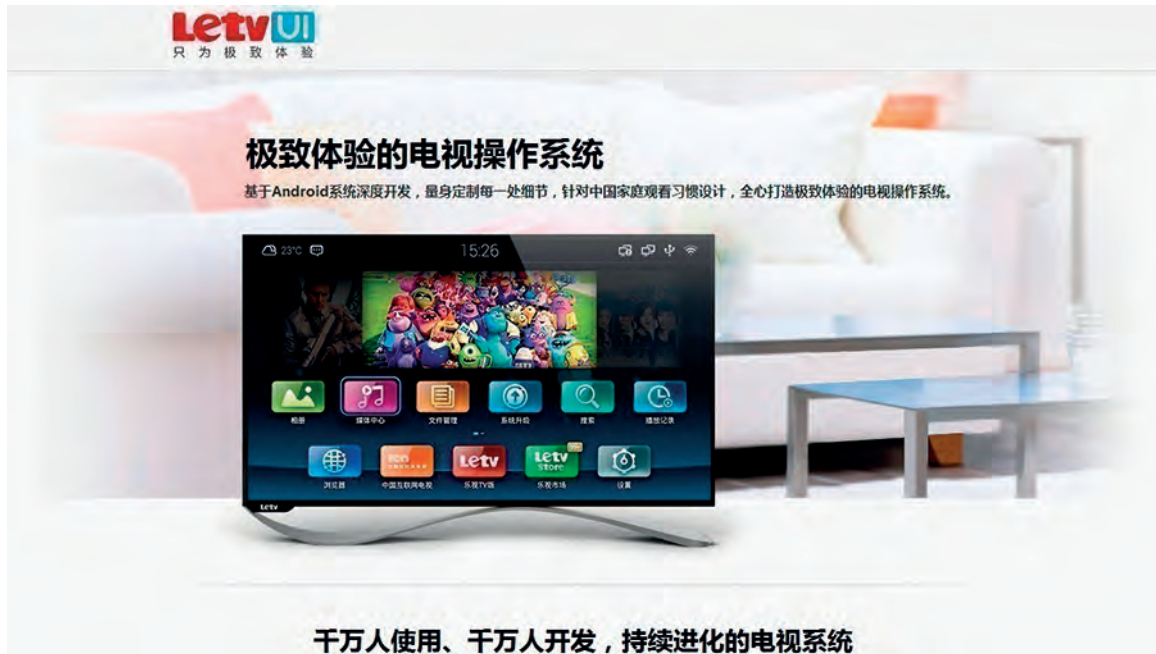 Letv UI
只为极致体验
极致体验的电视操作系统
基于Android系统深度开发，量身定制每一处细节，针对中国家庭观看习惯设计，全心打造极致体验的电视操作系统。
23°C 15:26
相册 媒体中心 文件管理 系统升级 搜索 播放记录
Letv Letv Store
浏览器 中国互联网电视 乐视TV版 乐视市场 设置
Letv
千万人使用、千万人开发，持续进化的电视系统